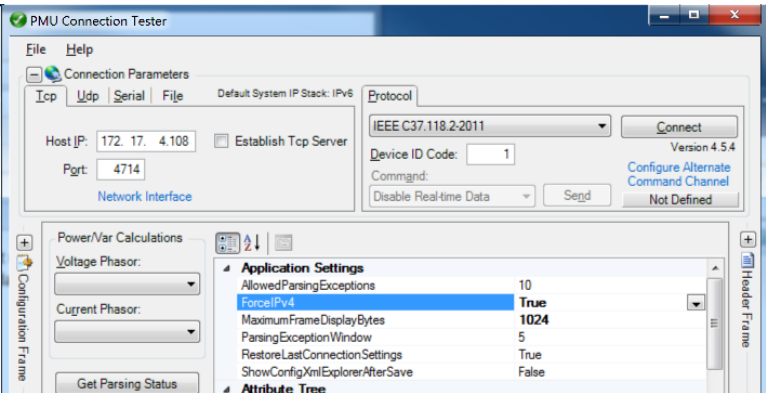 PMU Connection Tester
File Help
Connection Parameters
Tcp Udp Serial File Default System IP Stack: IPv6
Protocol
Host IP: 172. 17. 4.108 Establish Tcp Server
Port: 4714
Network Interface
IEEE C37.118.2-2011 Connect
Device ID Code: 1 Version 4.5.4
Command: Configure Alternate Command Channel
Disable Real-time Data Send Not Defined
Configuration Frame
Power/Var Calculations
Voltage Phasor:
Current Phasor:
Get Parsing Status
Application Settings
AllowedParsingExceptions 10
ForceIPv4 True
MaximumFrameDisplayBytes 1024
ParsingExceptionWindow 5
RestoreLastConnectionSettings True
ShowConfigXmlExplorerAfterSave False
Attribute Tree
Header Frame